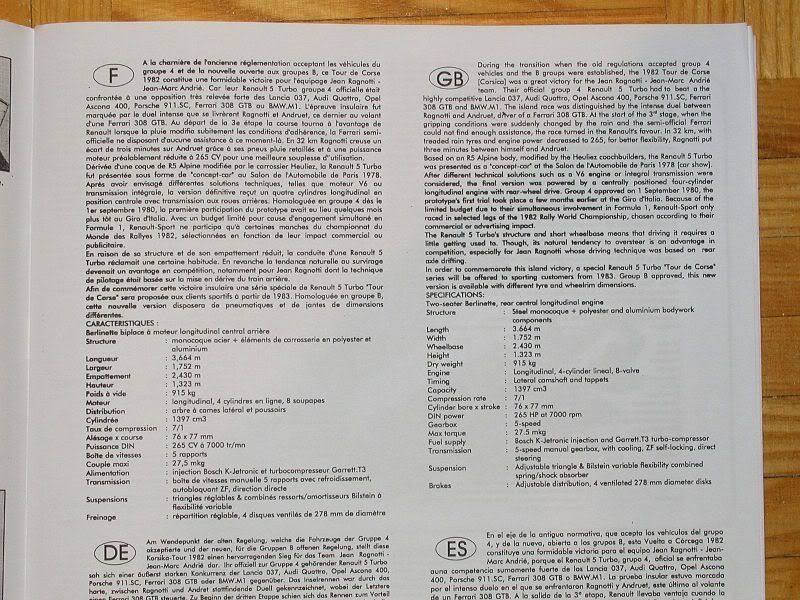 F
A la charnière de l'ancienne réglementation acceptant les véhicules du
groupe 4 et de la nouvelle ouverte aux groupes B, ce Tour de Corse
1982 constitue une formidable victoire pour l'équipage Jean Ragnotti -
Jean-Marc Andrié. Car leur Renault 5 Turbo groupe 4 officielle était
confrontée à une opposition très relevée forte des Lancia 037, Audi Quattro, Opel
Ascona 400, Porsche 911.SC, Ferrari 308 GTB au BMW.M1. L'épreuve insulaire fut
marquée par le duel intense que se livrèrent Ragnotti et Andruet, ce dernier au volant
d'une Ferrari 308 GTB. Au départ de la 3e étape la course tourna à l'avantage de
Renault lorsque la pluie modifia subitement les conditions d'adhérence, la Ferrari semi-
officielle ne disposant d'aucune assistance à ce moment-là. En 32 km Ragnotti creusa un
écart de trois minutes sur Andruet grâce à ses pneus pluie retaillés et à une puissance
moteur préalablement réduite à 265 CV pour une meilleure souplesse d'utilisation.
Dérivée d'une coque de R5 Alpine modifiée par le carrossier Heuliez, la Renault 5 Turbo
fut présentée sous forme de "concept-car" au Salon de l'Automobile de Paris 1978.
Après avoir envisagé différentes solutions techniques, telles que moteur V6 ou
transmission intégrale, la version définitive reçut un quatre cylindres longitudinal en
position centrale avec transmission aux roues arrières. Homologuée en groupe 4 dès le
1er septembre 1980, la première participation du prototype avait eu lieu quelques mois
plus tôt au Giro d'Italia. Avec un budget limité pour cause d'engagement simultané en
Formule 1, Renault-Sport ne participa qu'à certaines manches du championnat du
Monde des Rallyes 1982, sélectionnées en fonction de leur impact commercial ou
publicitaire.
En raison de sa structure et de son empattement réduit, la conduite d'une Renault 5
Turbo réclamait une certaine habitude. En revanche la tendance naturelle au survirage
devenait un avantage en compétition, notamment pour Jean Ragnotti dont la technique
de pilotage était basée sur la mise en dérive du train arrière.
Afin de commémorer cette victoire insulaire une série spéciale de Renault 5 Turbo "Tour
de Corse" sera proposée aux clients sportifs à partir de 1983. Homologuée en groupe B,
cette nouvelle version disposera de pneumatiques et de jantes de dimensions
différentes.
CARACTERISTIQUES :
Berlinette biplace à moteur longitudinal central arrière
Structure : monocoque acier + éléments de carrosserie en polyester et
aluminium
Longueur : 3,664 m
Largeur : 1,752 m
Empattement : 2,430 m
Hauteur : 1,323 m
Poids à vide : 915 kg
Moteur : longitudinal, 4 cylindres en ligne, 8 soupapes
Distribution : arbre à cames latéral et poussoirs
Cylindrée : 1397 cm3
Taux de compression : 7/1
Alésage x course : 76 x 77 mm
Puissance DIN : 265 CV à 7000 tr/mn
Boîte de vitesses : 5 rapports
Couple maxi : 27,5 mkg
Alimentation : injection Bosch K-Jetronic et turbocompresseur Garrett.T3
Transmission : boîte de vitesses manuelle 5 rapports avec refroidissement,
autobloquant ZF, direction directe
Suspensions : triangles réglables & combinés ressorts/amortisseurs Bilstein à
flexibilité variable
Freinage : répartition réglable, 4 disques ventilés de 278 mm de diamètre
DE
Am Wendepunkt der alten Regelung, welche die Fahrzeuge der Gruppe 4
akzeptierte und der neuen, für die Gruppen B offenen Regelung, stellt diese
Korsika-Tour 1982 einen hervorragenden Sieg für das Team Jean Ragnotti -
Jean-Marc Andrié dar. Ihr offiziell zur Gruppe 4 gehörender Renault 5 Turbo
sah sich einer äußerst starken Konkurrenz der Lancia 037, Audi Quattro, Opel Ascona
400, Porsche 911.SC, Ferrari 308 GTB oder BMW.M1 gegenüber. Das Inselrennen war durch das
harte, zwischen Ragnotti und Andruet stattfindende Duell gekennzeichnet, wobei der Letztere
einen Ferrari 308 GTB steuerte. Zu Beginn der dritten Etappe schien sich das Rennen zum Vorteil
GB
During the transition when the old regulations accepted group 4
vehicles and the B groups were established, the 1982 Tour de Corse
(Corsica) was a great victory for the Jean Ragnotti - Jean-Marc Andrié
team. Their official group 4 Renault 5 Turbo had to beat a the
highly competitive Lancia 037, Audi Quattro, Opel Ascona 400, Porsche 911.SC, Ferrari
308 GTB and BMW.M1. The island race was distinguished by the intense duel between
Ragnotti and Andruet, driver of a Ferrari 308 GTB. At the start of the 3rd stage, when the
gripping conditions were suddenly changed by the rain and the semi-official Ferrari
could not find enough assistance, the race turned in the Renault's favour. In 32 km, with
treaded rain tyres and engine power decreased to 265, for better flexibility, Ragnotti put
three minutes between himself and Andruet.
Based on an R5 Alpine body, modified by the Heuliez coachbuilders, the Renault 5 Turbo
was presented as a "concept-car" at the Salon de l'Automobile de Paris 1978 (car show).
After different technical solutions such as a V6 engine or integral transmission were
considered, the final version was powered by a centrally positioned four-cylinder
longitudinal engine with rear-wheel drive. Group 4 approved on 1 September 1980, the
prototype's first trial took place a few months earlier at the Giro d'Italia. Because of the
limited budget due to their simultaneous involvement in Formula 1, Renault-Sport only
raced in selected legs of the 1982 Rally World Championship, chosen according to their
commercial or advertising impact.
The Renault 5 Turbo's structure and short wheelbase means that driving it requires a
little getting used to. Though, its natural tendency to oversteer is an advantage in
competition, especially for Jean Ragnotti whose driving technique was based on rear
axle drifting.
In order to commemorate this island victory, a special Renault 5 Turbo "Tour de Corse"
series will be offered to sporting customers from 1983. Group B approved, this new
version is available with different tyre and wheelrim dimensions.
SPECIFICATIONS:
Two-seater Berlinette, rear central longitudinal engine
Structure : Steel monocoque + polyester and aluminium bodywork
components
Length : 3.664 m
Width : 1.752 m
Wheelbase : 2.430 m
Height : 1.323 m
Dry weight : 915 kg
Engine : Longitudinal, 4-cylinder lineal, 8-valve
Timing : Lateral camshaft and tappets
Capacity : 1397 cm3
Compression rate : 7/1
Cylinder bore x stroke : 76 x 77 mm
DIN power : 265 HP at 7000 rpm
Gearbox : 5-speed
Max torque : 27.5 mkg
Fuel supply : Bosch K-Jetronic injection and Garrett.T3 turbo-compressor
Transmission : 5-speed manual gearbox, with cooling, ZF self-locking, direct
steering
Suspension : Adjustable triangle & Bilstein variable flexibility combined
spring/shock absorber
Brakes : Adjustable distribution, 4 ventilated 278 mm diameter disks
ES
En el eje de la antigua normativa, que acepta los vehículos del grupo
4, y de la nueva, abierta a los grupos B, esta Vuelta a Córcega 1982
constituye una formidable victoria para el equipo Jean Ragnotti - Jean-
Marc Andrié, porque el Renault 5 Turbo, grupo 4, oficial se enfrentaba
a una competencia sumamente fuerte de los Lancia 037, Audi Quattro, Opel Ascona
400, Porsche 911.SC, Ferrari 308 GTB o BMW.M1. La prueba insular estuvo marcada
por el intenso duelo en el que se enfrentaron Ragnotti y Andruet, este último al volante
de un Ferrari 308 GTB. A la salida de la 3ª etapa, Renault llevaba ventaja cuando la